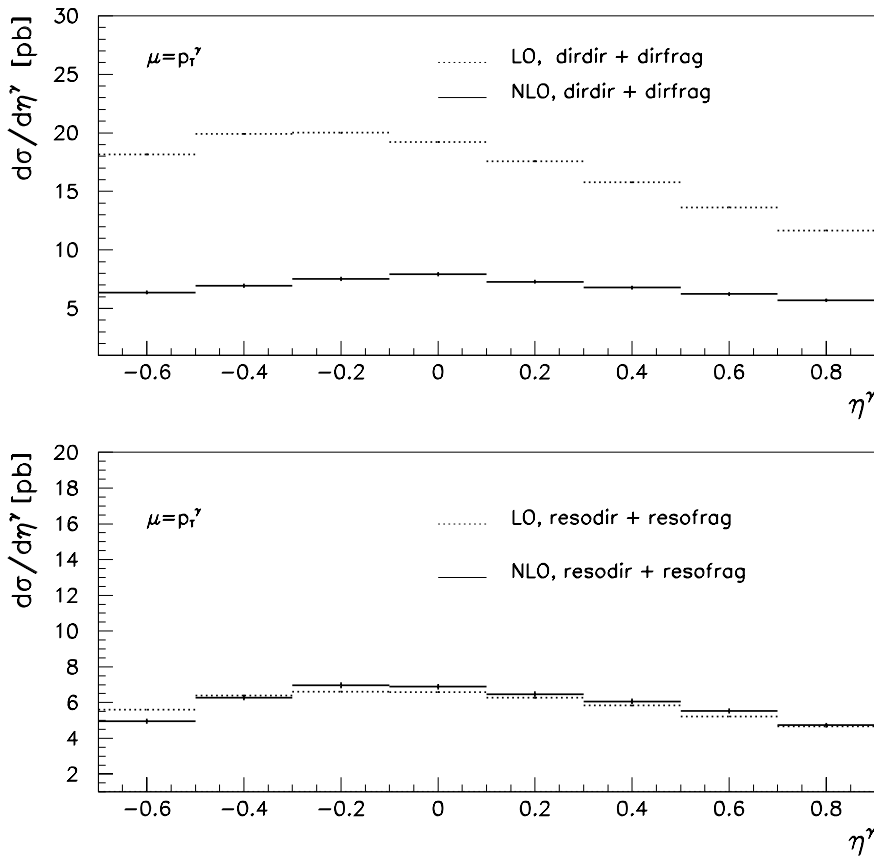 dσ/dη^γ [pb]
30
25
20
15
10
5
μ=p_T^γ
LO, dirdir + dirfrag
NLO, dirdir + dirfrag
−0.6 −0.4 −0.2 0 0.2 0.4 0.6 0.8
η^γ
dσ/dη^γ [pb]
20
18
16
14
12
10
8
6
4
2
μ=p_T^γ
LO, resodir + resofrag
NLO, resodir + resofrag
−0.6 −0.4 −0.2 0 0.2 0.4 0.6 0.8
η^γ